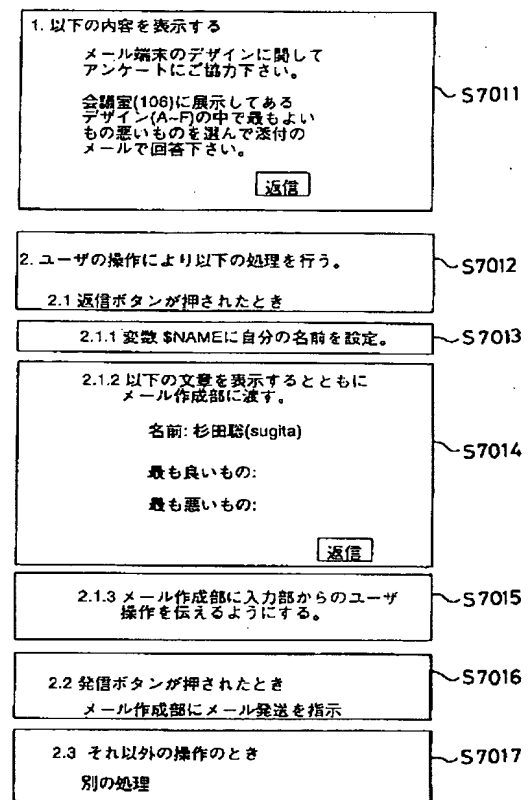 1. 以下の内容を表示する
メール端末のデザインに関して
アンケートにご協力下さい。
会議室(106)に展示してある
デザイン(A~F)の中で最もよい
もの悪いものを選んで添付の
メールで回答下さい。
返信
S7011
2. ユーザの操作により以下の処理を行う。
S7012
2.1 返信ボタンが押されたとき
2.1.1 変数 $NAMEに自分の名前を設定。
S7013
2.1.2 以下の文章を表示するとともに
メール作成部に渡す。
名前: 杉田聡(sugita)
S7014
最も良いもの:
最も悪いもの:
返信
2.1.3 メール作成部に入力部からのユーザ
操作を伝えるようにする。
S7015
2.2 発信ボタンが押されたとき
S7016
メール作成部にメール発送を指示
2.3 それ以外の操作のとき
S7017
別の処理